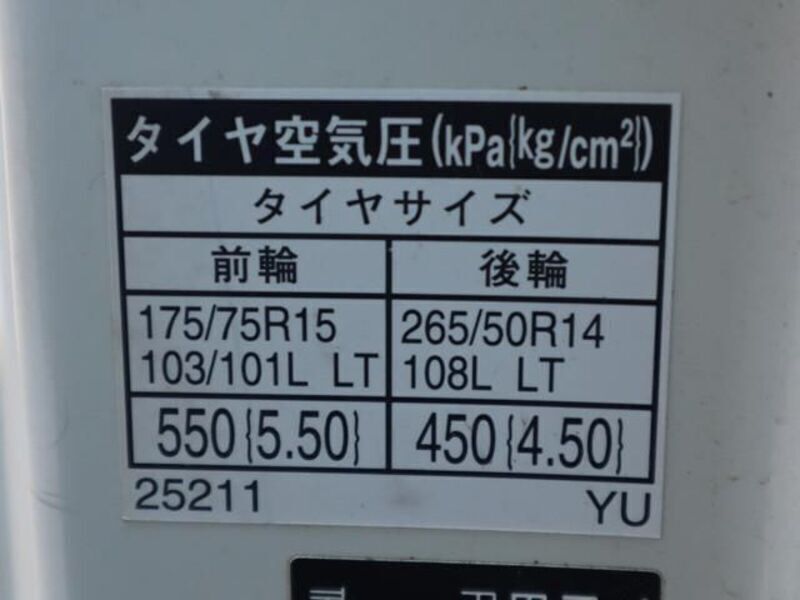 タイヤ空気圧(kPa{kg/cm²})
タイヤサイズ
前輪 後輪
175/75R15 265/50R14
103/101L LT 108L LT
550{5.50} 450{4.50}
25211 YU